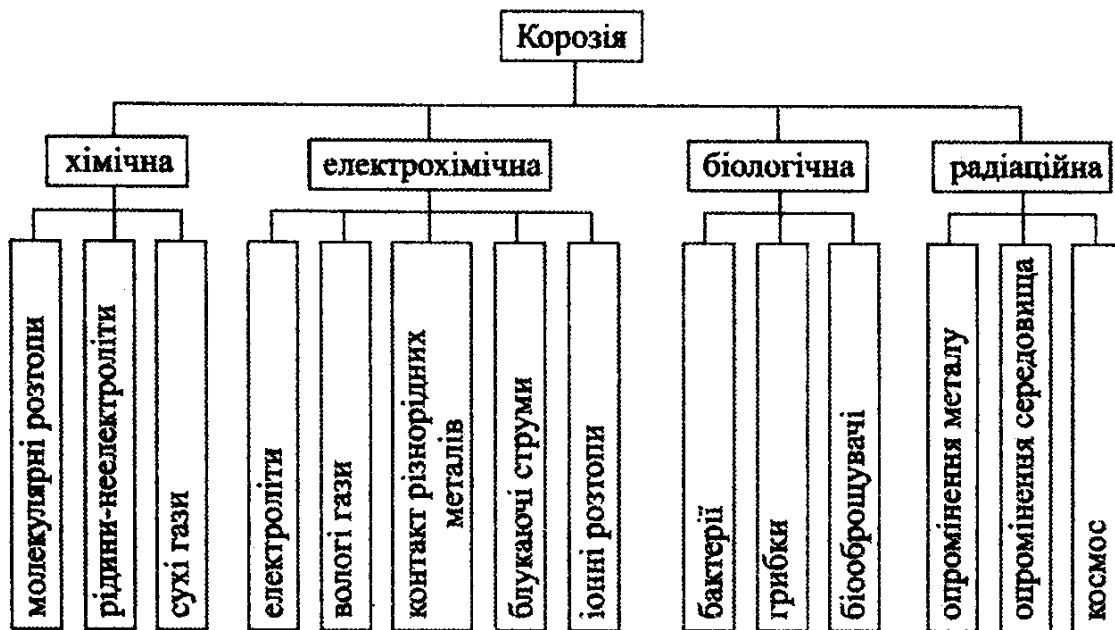 Корозія
хімічна
електрохімічна
біологічна
радіаційна
молекулярні розтопи
рідини-неелектроліти
сухі гази
електроліти
вологі гази
контакт різнорідних
металів
блукаючі струми
іонні розтопи
бактерії
грибки
біооброщувачі
опромінення металу
опромінення середовища
космос